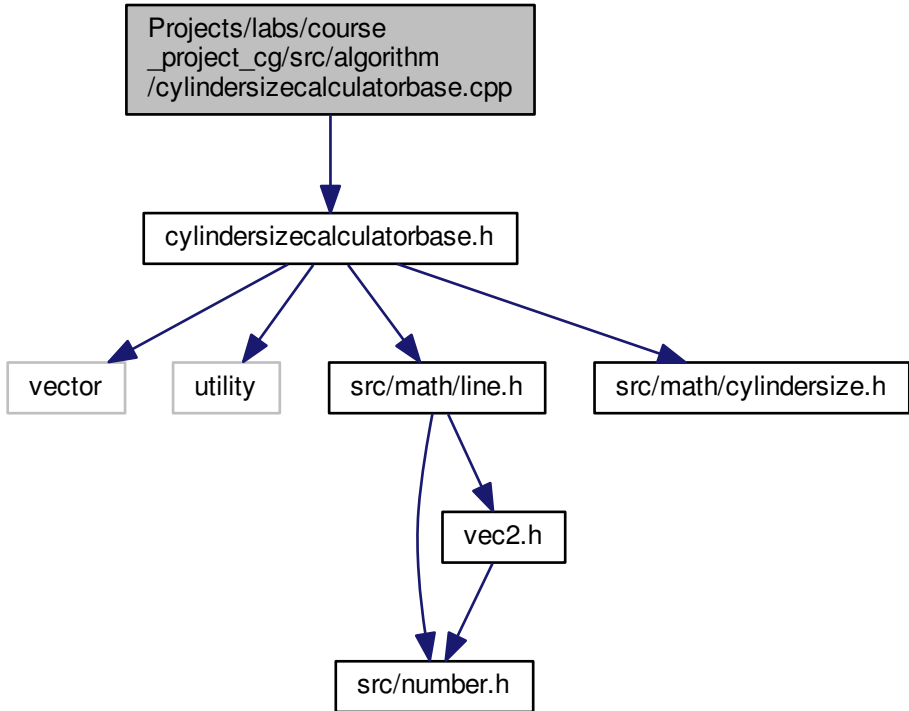 Projects/labs/course
_project_cg/src/algorithm
/cylindersizecalculatorbase.cpp
cylindersizecalculatorbase.h
vector
utility
src/math/line.h
src/math/cylindersize.h
vec2.h
src/number.h